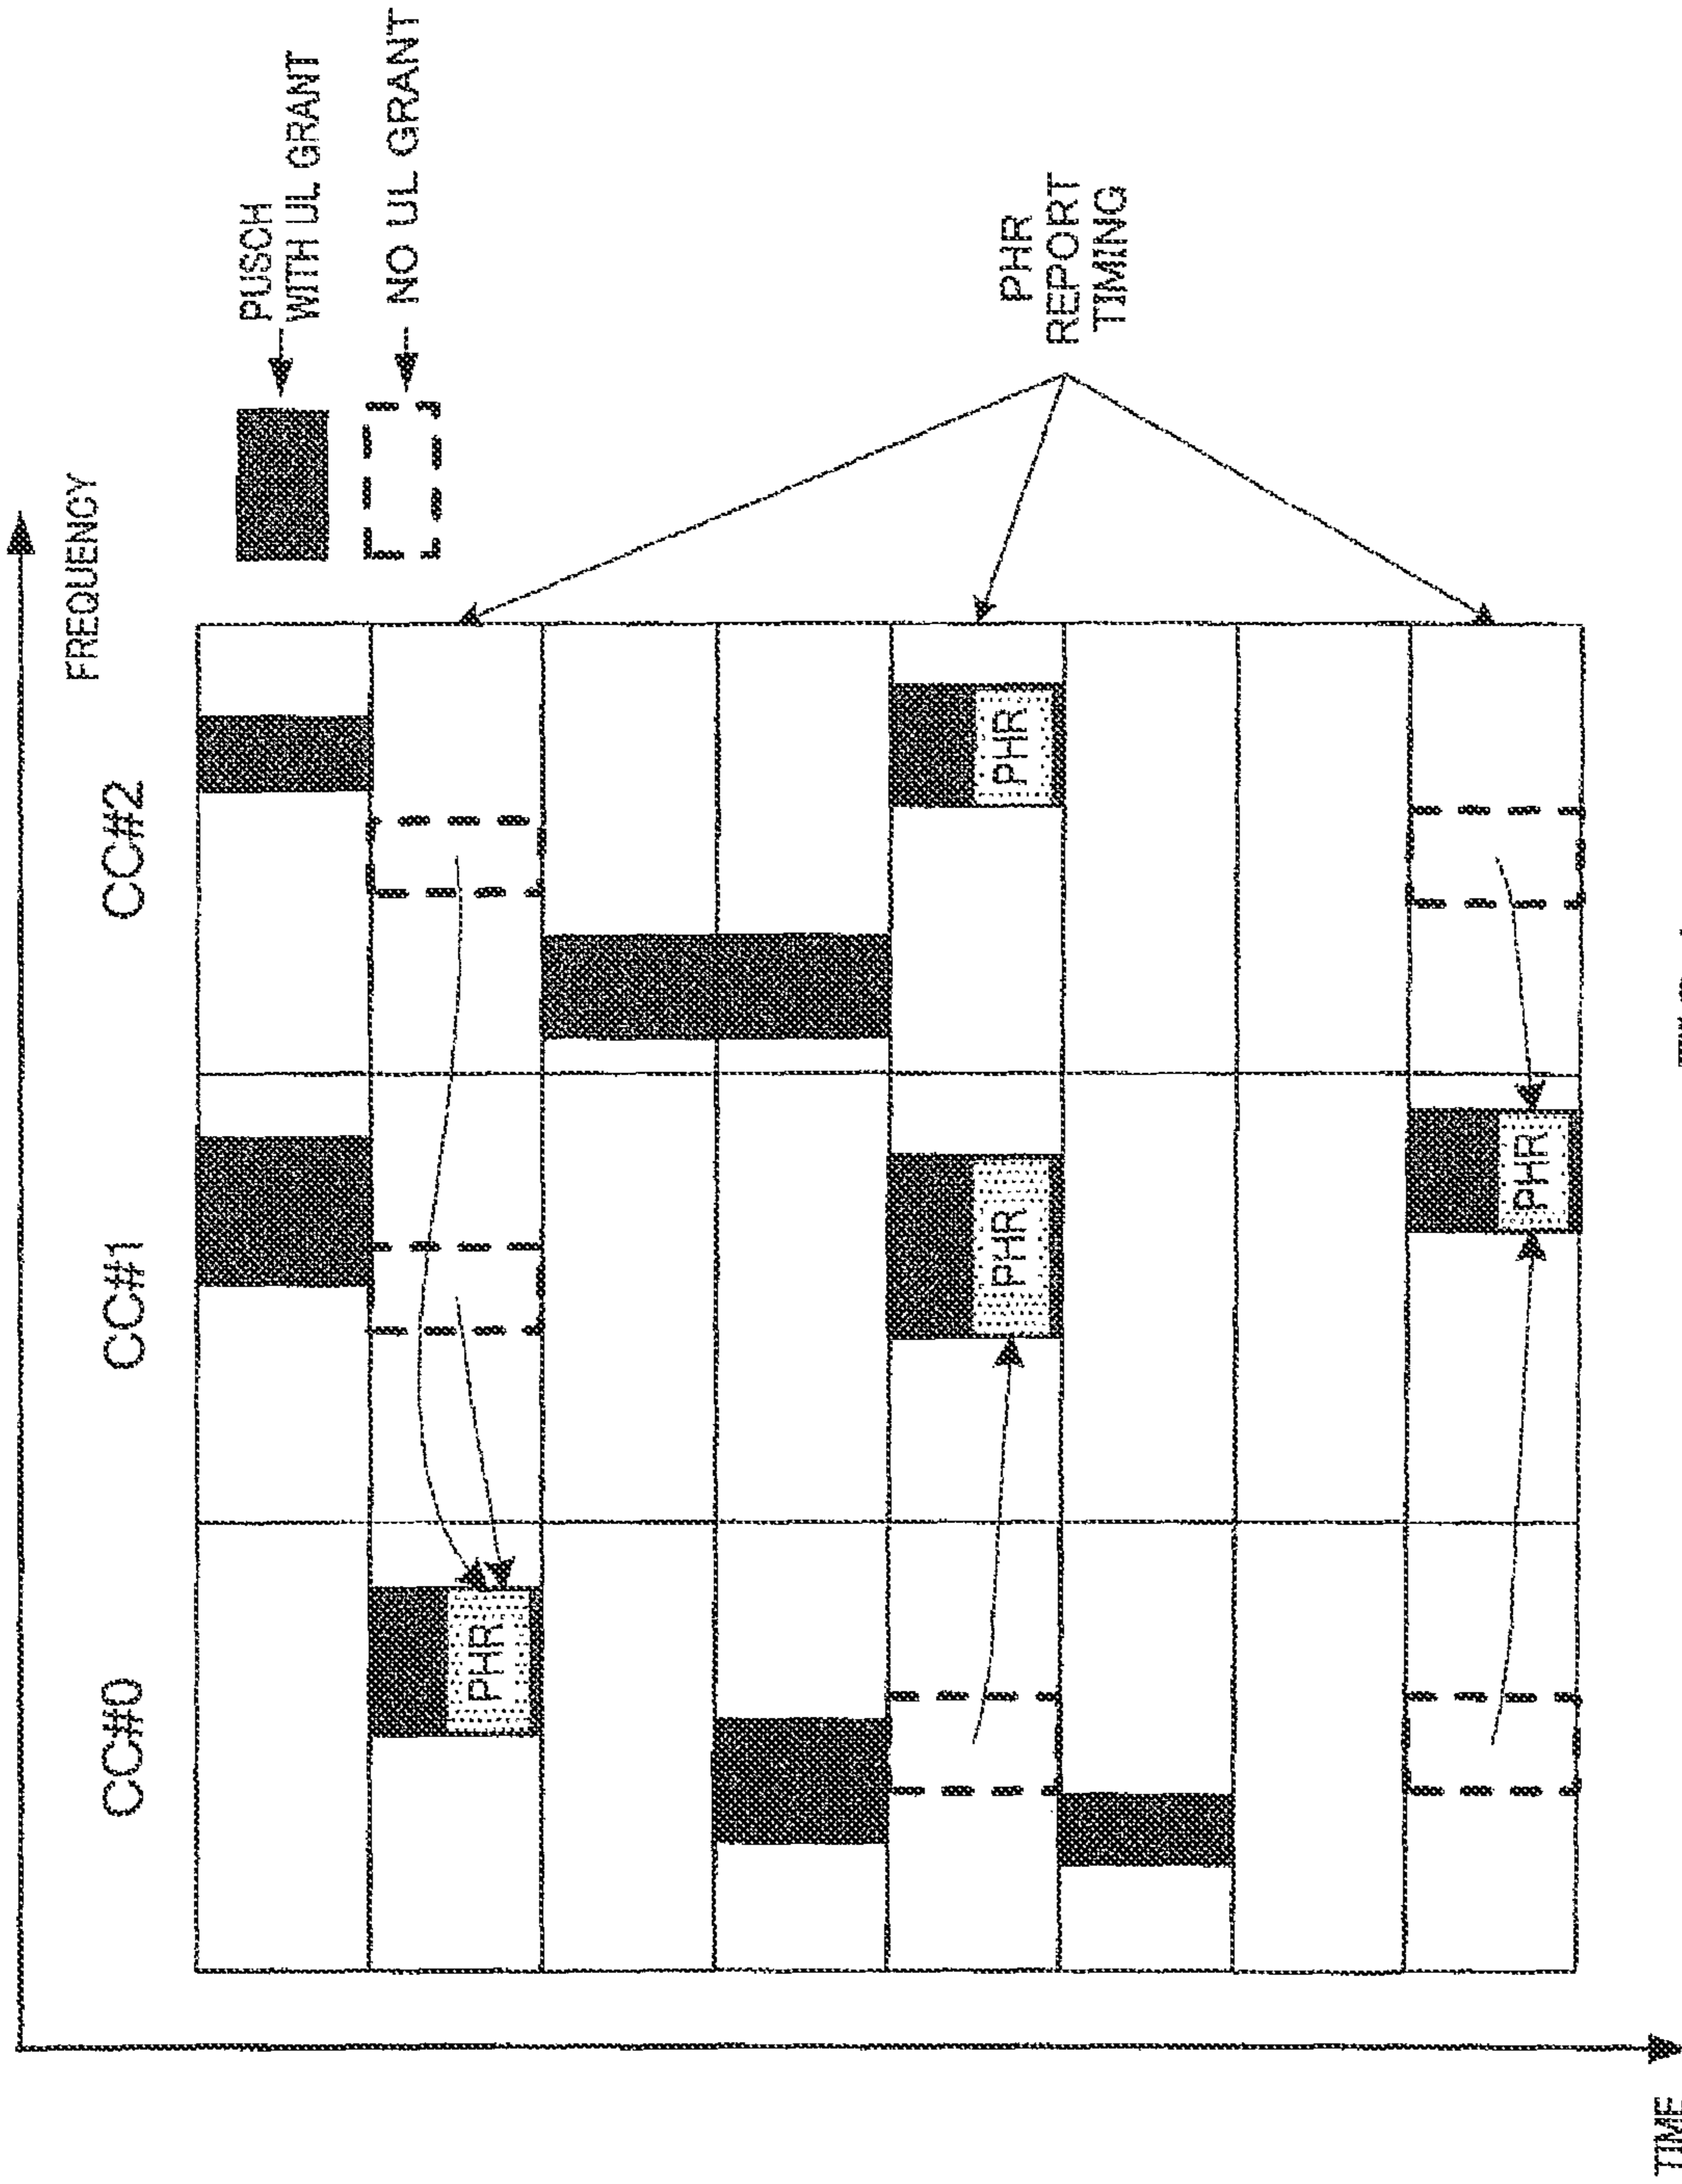 FREQUENCY
CC#0
CC#1
CC#2
PUSCH
WITH UL GRANT
NO UL GRANT
PHR
PHR
PHR
PHR
PHR
REPORT
TIMING
TIME